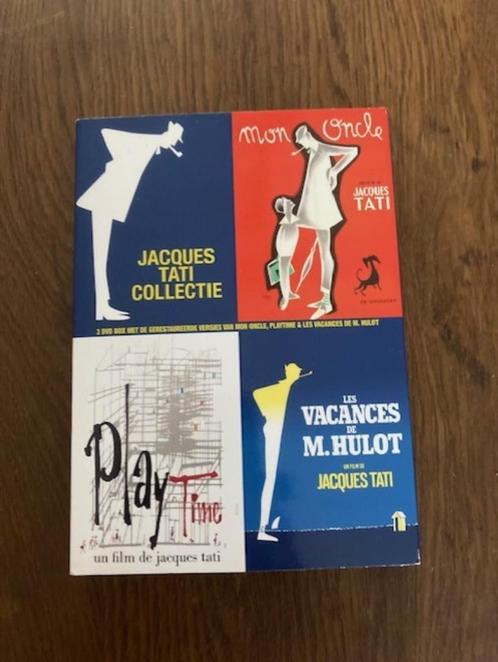 JACQUES
TATI
COLLECTIE
mon oncle
JACQUES
TATI
3 DVD BOX MET DE GERESTAUREERDE VERSIES VAN MON ONCLE, PLAYTIME & LES VACANCES DE M. HULOT
Play Time
un film de jacques tati
LES
VACANCES
DE
M. HULOT
UN FILM DE
JACQUES TATI